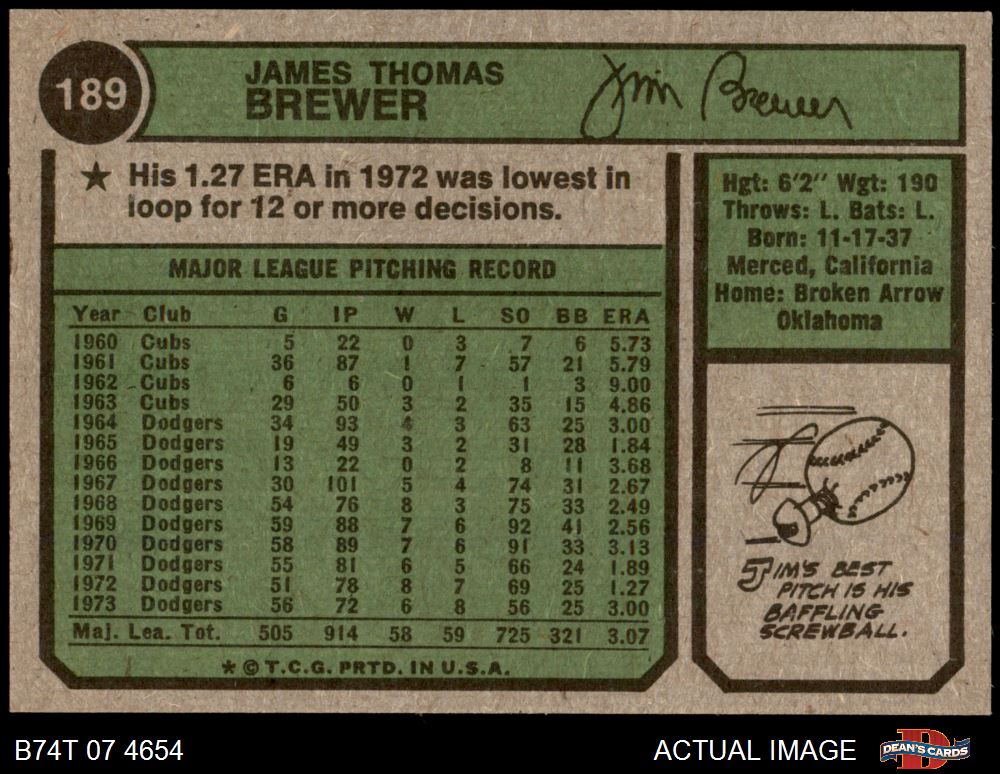 189
JAMES THOMAS
BREWER
Jim Brewer
★ His 1.27 ERA in 1972 was lowest in
loop for 12 or more decisions.
MAJOR LEAGUE PITCHING RECORD
Year Club G IP W L SO BB ERA
1960 Cubs 5 22 0 3 7 6 5.73
1961 Cubs 36 87 1 7 57 21 5.79
1962 Cubs 6 6 0 1 1 3 9.00
1963 Cubs 29 50 3 2 35 15 4.86
1964 Dodgers 34 93 4 3 63 25 3.00
1965 Dodgers 19 49 3 2 31 28 1.84
1966 Dodgers 13 22 0 2 8 11 3.68
1967 Dodgers 30 101 5 4 74 31 2.67
1968 Dodgers 54 76 8 3 75 33 2.49
1969 Dodgers 59 88 7 6 92 41 2.56
1970 Dodgers 58 89 7 6 91 33 3.13
1971 Dodgers 55 81 6 5 66 24 1.89
1972 Dodgers 51 78 8 7 69 25 1.27
1973 Dodgers 56 72 6 8 56 25 3.00
Maj. Lea. Tot. 505 914 58 59 725 321 3.07
★ © T.C.G. PRTD. IN U.S.A.
Hgt: 6'2" Wgt: 190
Throws: L. Bats: L.
Born: 11-17-37
Merced, California
Home: Broken Arrow
Oklahoma
JIM'S BEST
PITCH IS HIS
BAFFLING
SCREWBALL.
B74T 07 4654
ACTUAL IMAGE
DEAN'S CARDS